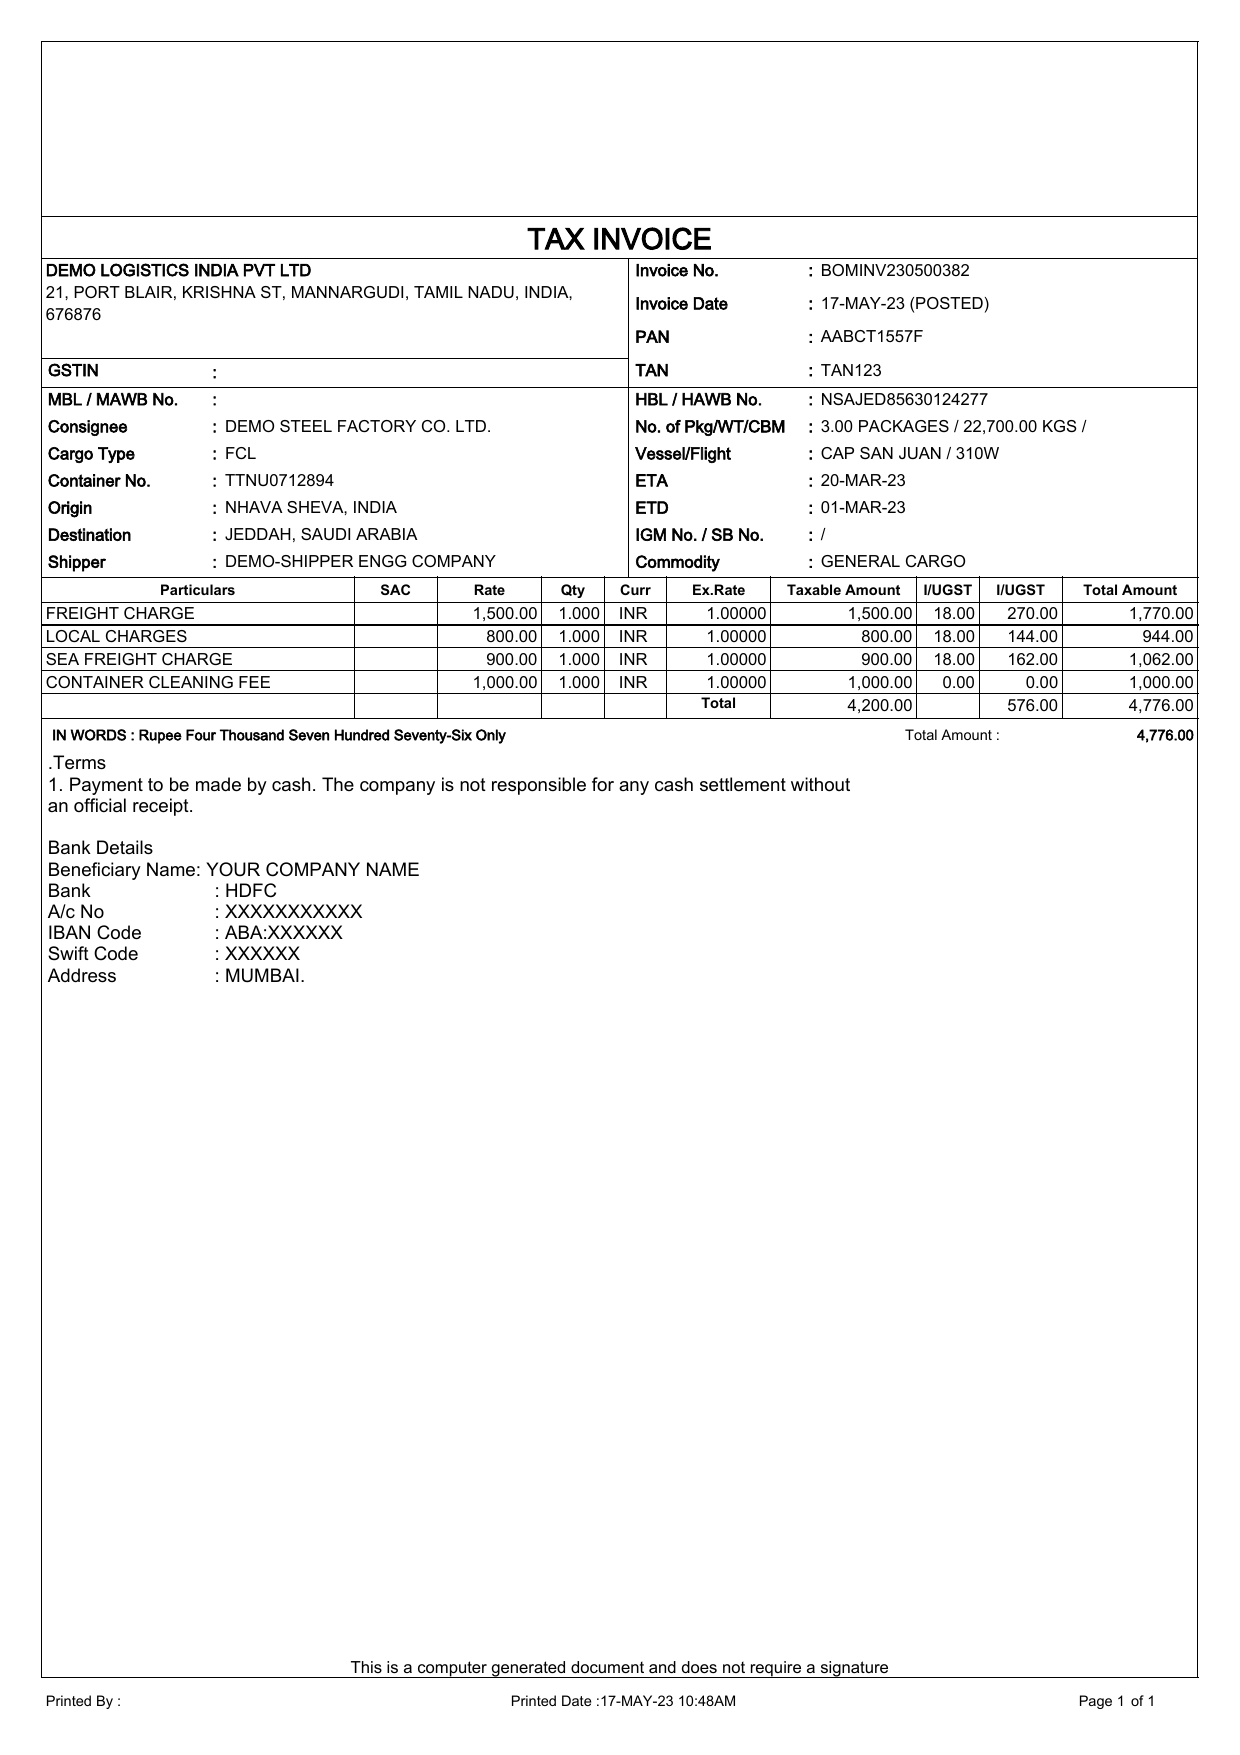 TAX INVOICE
DEMO LOGISTICS INDIA PVT LTD
21, PORT BLAIR, KRISHNA ST, MANNARGUDI, TAMIL NADU, INDIA,
676876
GSTIN :
Invoice No. : BOMINV230500382
Invoice Date : 17-MAY-23 (POSTED)
PAN : AABCT1557F
TAN : TAN123
MBL / MAWB No. :
Consignee : DEMO STEEL FACTORY CO. LTD.
Cargo Type : FCL
Container No. : TTNU0712894
Origin : NHAVA SHEVA, INDIA
Destination : JEDDAH, SAUDI ARABIA
Shipper : DEMO-SHIPPER ENGG COMPANY
HBL / HAWB No. : NSAJED85630124277
No. of Pkg/WT/CBM : 3.00 PACKAGES / 22,700.00 KGS /
Vessel/Flight : CAP SAN JUAN / 310W
ETA : 20-MAR-23
ETD : 01-MAR-23
IGM No. / SB No. : /
Commodity : GENERAL CARGO
Particulars SAC Rate Qty Curr Ex.Rate Taxable Amount I/UGST I/UGST Total Amount
FREIGHT CHARGE 1,500.00 1.000 INR 1.00000 1,500.00 18.00 270.00 1,770.00
LOCAL CHARGES 800.00 1.000 INR 1.00000 800.00 18.00 144.00 944.00
SEA FREIGHT CHARGE 900.00 1.000 INR 1.00000 900.00 18.00 162.00 1,062.00
CONTAINER CLEANING FEE 1,000.00 1.000 INR 1.00000 1,000.00 0.00 0.00 1,000.00
Total 4,200.00 576.00 4,776.00
IN WORDS : Rupee Four Thousand Seven Hundred Seventy-Six Only Total Amount : 4,776.00
.Terms
1. Payment to be made by cash. The company is not responsible for any cash settlement without
an official receipt.
Bank Details
Beneficiary Name: YOUR COMPANY NAME
Bank : HDFC
A/c No : XXXXXXXXXXX
IBAN Code : ABA:XXXXXX
Swift Code : XXXXXX
Address : MUMBAI.
This is a computer generated document and does not require a signature
Printed By : Printed Date :17-MAY-23 10:48AM Page 1 of 1